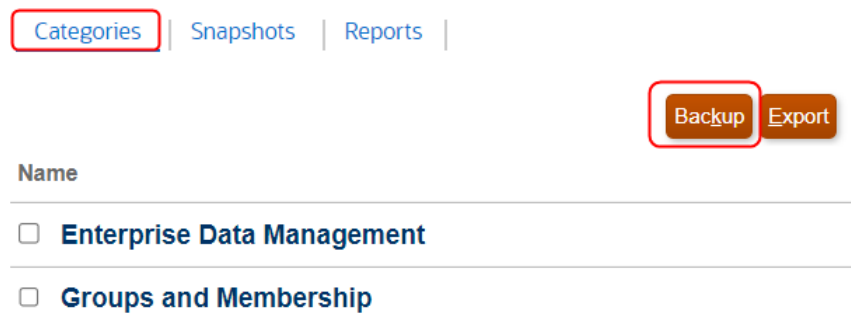 Categories Snapshots Reports
Backup Export
Name
Enterprise Data Management
Groups and Membership